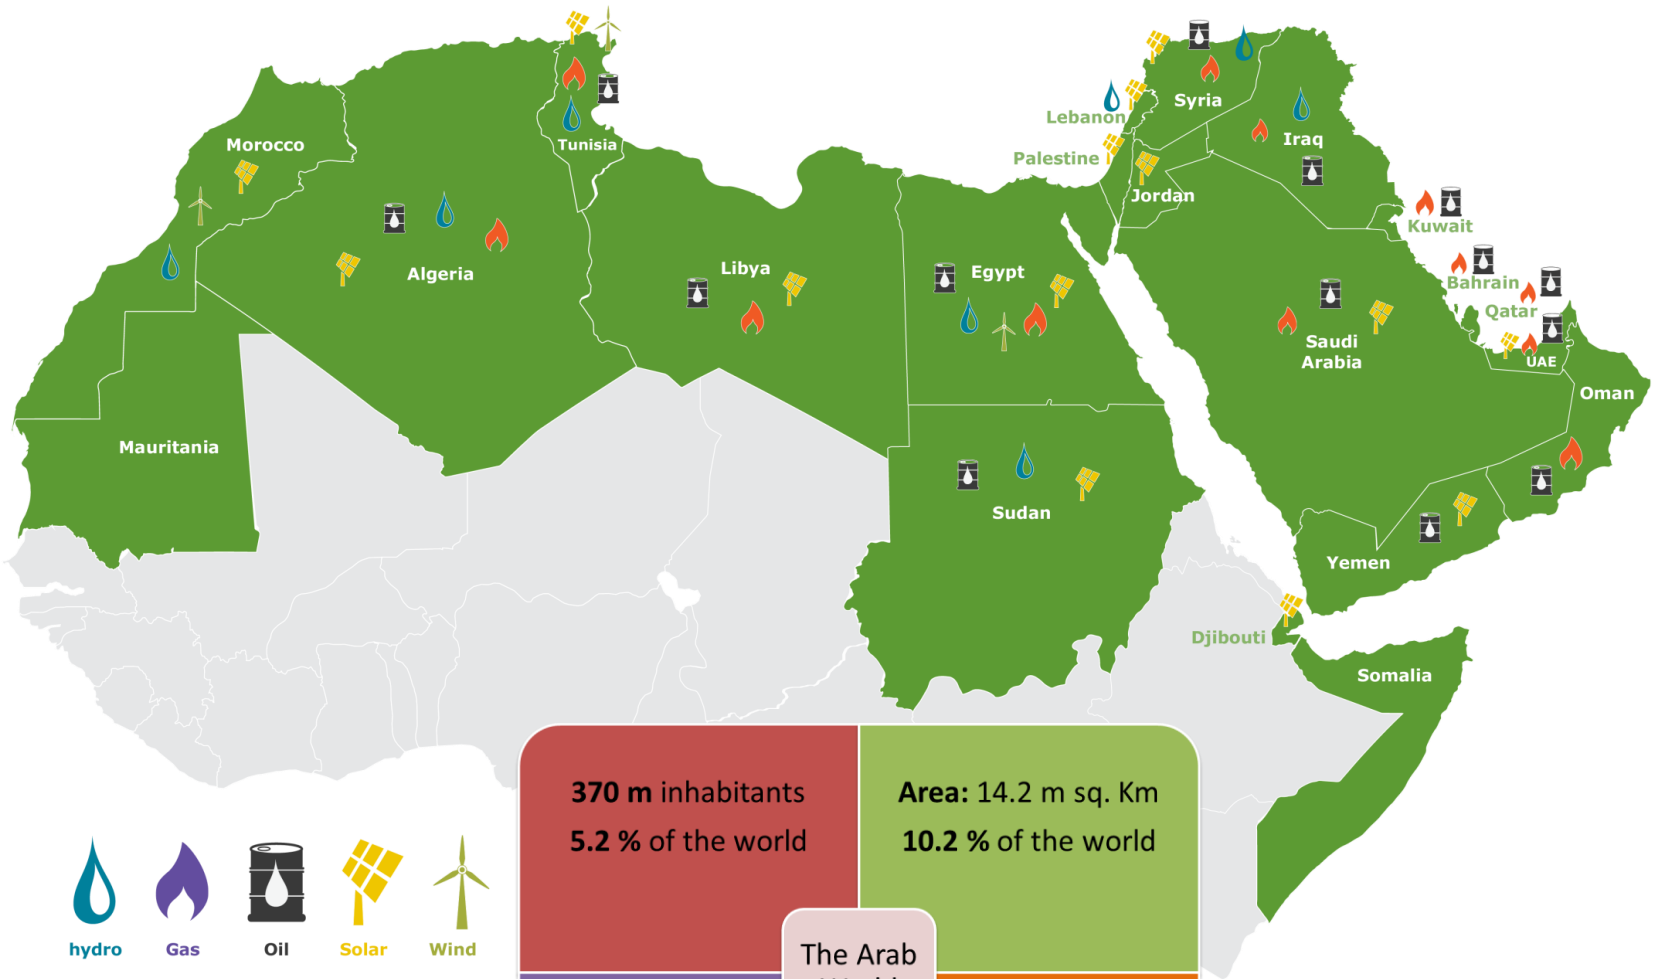 Morocco
Tunisia
Algeria
Libya
Egypt
Mauritania
Sudan
Lebanon
Syria
Palestine
Iraq
Jordan
Kuwait
Bahrain
Qatar
Saudi
Arabia
UAE
Oman
Yemen
Djibouti
Somalia
370 m inhabitants
5.2 % of the world
Area: 14.2 m sq. Km
10.2 % of the world
The Arab
hydro
Gas
Oil
Solar
Wind